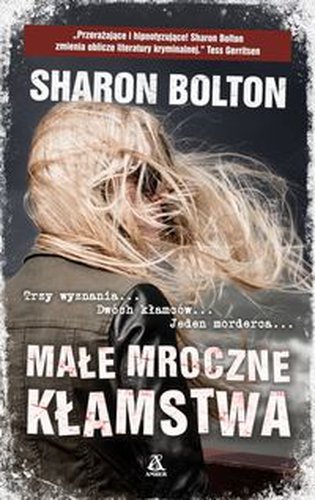 „Przerażające i hipnotyzujące! Sharon Bolton
zmienia oblicze literatury kryminalnej.” Tess Gerritsen
SHARON BOLTON
Trzy wyznania...
Dwóch kłamców...
Jeden morderca...
MAŁE MROCZNE
KŁAMSTWA
AMBER